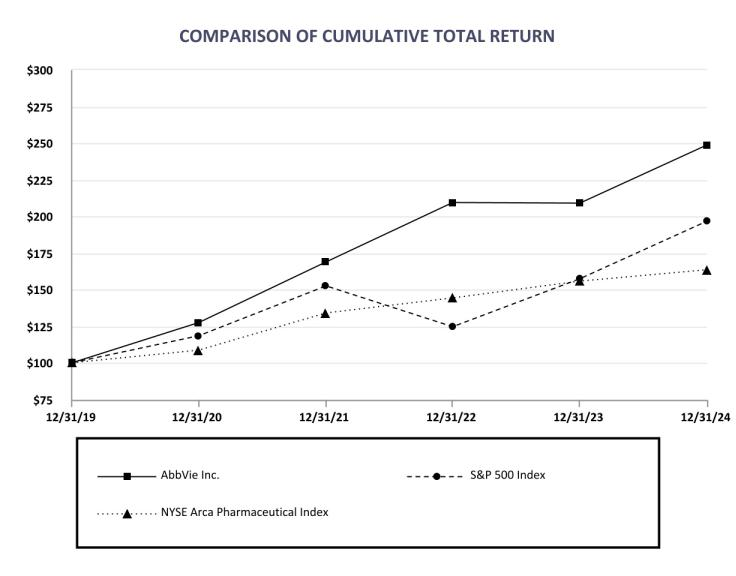 COMPARISON OF CUMULATIVE TOTAL RETURN
$300
$275
$250
$225
$200
$175
$150
$125
$100
$75
12/31/19 12/31/20 12/31/21 12/31/22 12/31/23 12/31/24
AbbVie Inc. S&P 500 Index
NYSE Arca Pharmaceutical Index